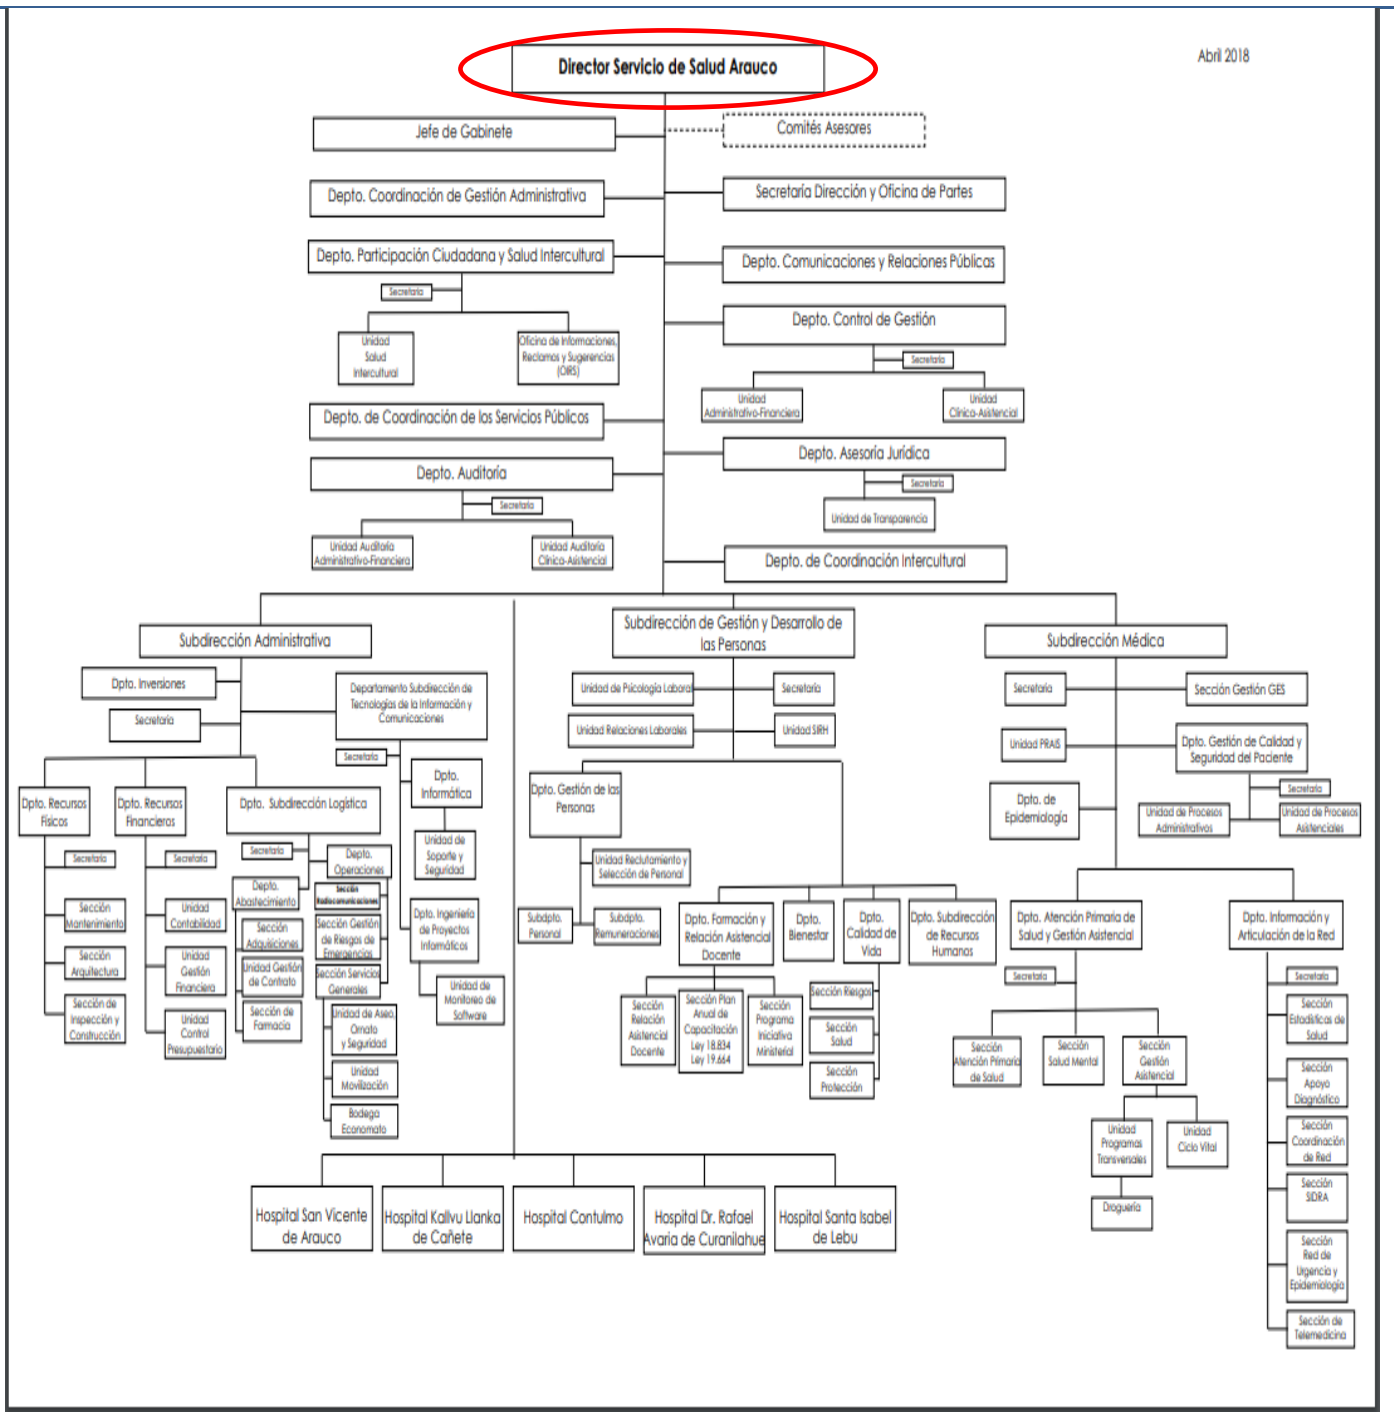 Abril 2018
Director Servicio de Salud Arauco
Jefe de Gabinete
Comités Asesores
Depto. Coordinación de Gestión Administrativa
Secretaría Dirección y Oficina de Partes
Depto. Participación Ciudadana y Salud Intercultural
Depto. Comunicaciones y Relaciones Públicas
Secretaria
Unidad
Salud
Intercultural
Oficina de Informaciones,
Reclamos y Sugerencias
(OIRS)
Depto. Control de Gestión
Secretaria
Unidad
Administrativo-Financiera
Unidad
Clínico-Asistencial
Depto. de Coordinación de los Servicios Públicos
Depto. Asesoría Jurídica
Secretaria
Unidad de Transparencia
Depto. Auditoría
Secretaria
Unidad Auditoría
Administrativo-Financiera
Unidad Auditoría
Clínico-Asistencial
Depto. de Coordinación Intercultural
Subdirección Administrativa
Subdirección de Gestión y Desarrollo de
las Personas
Subdirección Médica
Dpto. Inversiones
Secretaria
Departamento Subdirección de
Tecnologías de la Información y
Comunicaciones
Secretaria
Dpto.
Informática
Unidad de
Soporte y
Seguridad
Dpto. Ingeniería
de Proyectos
Informáticos
Unidad de
Monitoreo de
Software
Dpto. Recursos
Físicos
Secretaria
Sección
Mantenimiento
Sección
Arquitectura
Sección de
Inspección y
Construcción
Dpto. Recursos
Financieros
Secretaria
Unidad
Contabilidad
Unidad
Gestión
Financiera
Unidad
Control
Presupuestario
Dpto. Subdirección Logística
Secretaria
Depto.
Abastecimiento
Sección
Adquisiciones
Unidad Gestión
de Contrato
Sección de
Farmacia
Depto.
Operaciones
Sección
Radiocomunicaciones
Sección Gestión
de Riesgos de
Emergencias
Sección Servicios
Generales
Unidad de Aseo,
Ornato
y Seguridad
Unidad
Movilización
Bodega
Economato
Unidad de Psicología Laboral
Secretaria
Unidad Relaciones Laborales
Unidad SIRH
Dpto. Gestión de las
Personas
Unidad Reclutamiento y
Selección de Personal
Subdpto.
Personal
Subdpto.
Remuneraciones
Dpto. Formación y
Relación Asistencial
Docente
Sección
Relación
Asistencial
Docente
Sección Plan
Anual de
Capacitación
Ley 18.834
Ley 19.664
Sección
Programa
Iniciativa
Ministerial
Dpto.
Bienestar
Dpto.
Calidad de
Vida
Sección Riesgos
Sección
Salud
Sección
Protección
Dpto. Subdirección
de Recursos
Humanos
Secretaria
Sección Gestión GES
Unidad PRAIS
Dpto. Gestión de Calidad y
Seguridad del Paciente
Secretaria
Unidad de Procesos
Administrativos
Unidad de Procesos
Asistenciales
Dpto. de
Epidemiología
Dpto. Atención Primaria de
Salud y Gestión Asistencial
Secretaria
Sección
Atención Primaria
de Salud
Sección
Salud Mental
Sección
Gestión
Asistencial
Unidad
Programas
Transversales
Unidad
Ciclo Vital
Droguería
Dpto. Información y
Articulación de la Red
Secretaria
Sección
Estadísticas de
Salud
Sección
Apoyo
Diagnóstico
Sección
Coordinación
de Red
Sección
SIDRA
Sección
Red de
Urgencia y
Epidemiología
Sección de
Telemedicina
Hospital San Vicente
de Arauco
Hospital Kallvu Llanka
de Cañete
Hospital Contulmo
Hospital Dr. Rafael
Avaria de Curanilahue
Hospital Santa Isabel
de Lebu